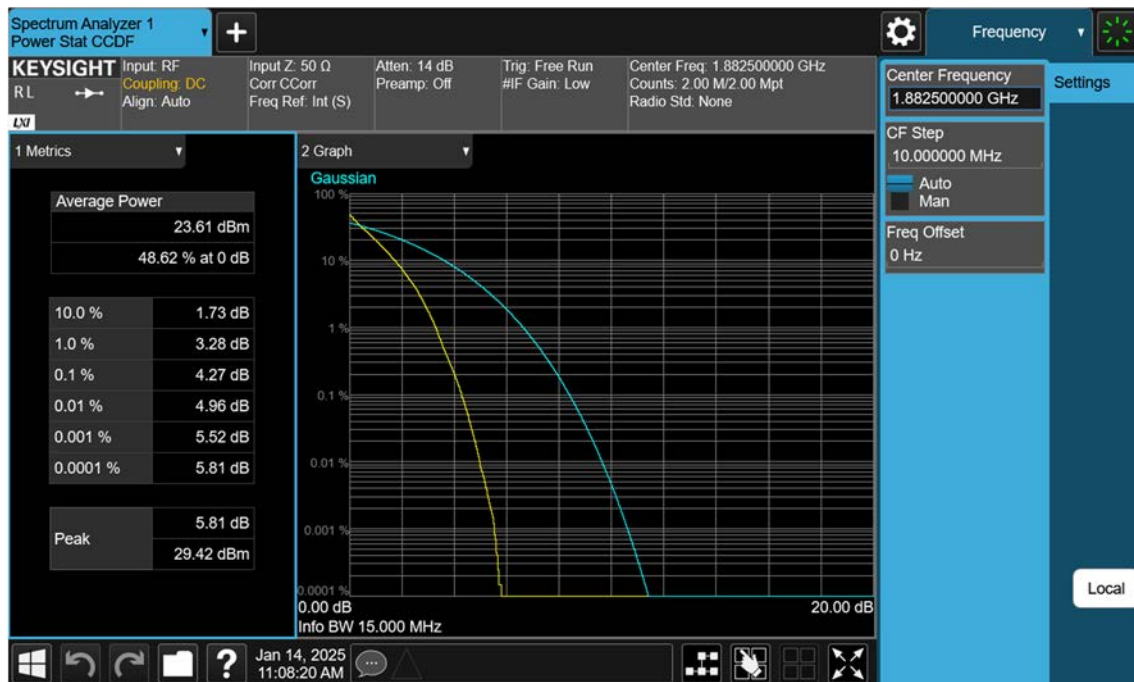 Spectrum Analyzer 1
Power Stat CCDF
Frequency
KEYSIGHT
R L
LXI
Input: RF
Coupling: DC
Align: Auto
Input Z: 50 Ω
Corr CCorr
Freq Ref: Int (S)
Atten: 14 dB
Preamp: Off
Trig: Free Run
#IF Gain: Low
Center Freq: 1.882500000 GHz
Counts: 2.00 M/2.00 Mpt
Radio Std: None
Center Frequency
1.882500000 GHz
Settings
CF Step
10.000000 MHz
Auto
Man
Freq Offset
0 Hz
1 Metrics
Average Power
23.61 dBm
48.62 % at 0 dB
10.0 % 1.73 dB
1.0 % 3.28 dB
0.1 % 4.27 dB
0.01 % 4.96 dB
0.001 % 5.52 dB
0.0001 % 5.81 dB
Peak
5.81 dB
29.42 dBm
2 Graph
Gaussian
100 %
10 %
1 %
0.1 %
0.01 %
0.001 %
0.0001 %
0.00 dB 20.00 dB
Info BW 15.000 MHz
Local
?
Jan 14, 2025
11:08:20 AM